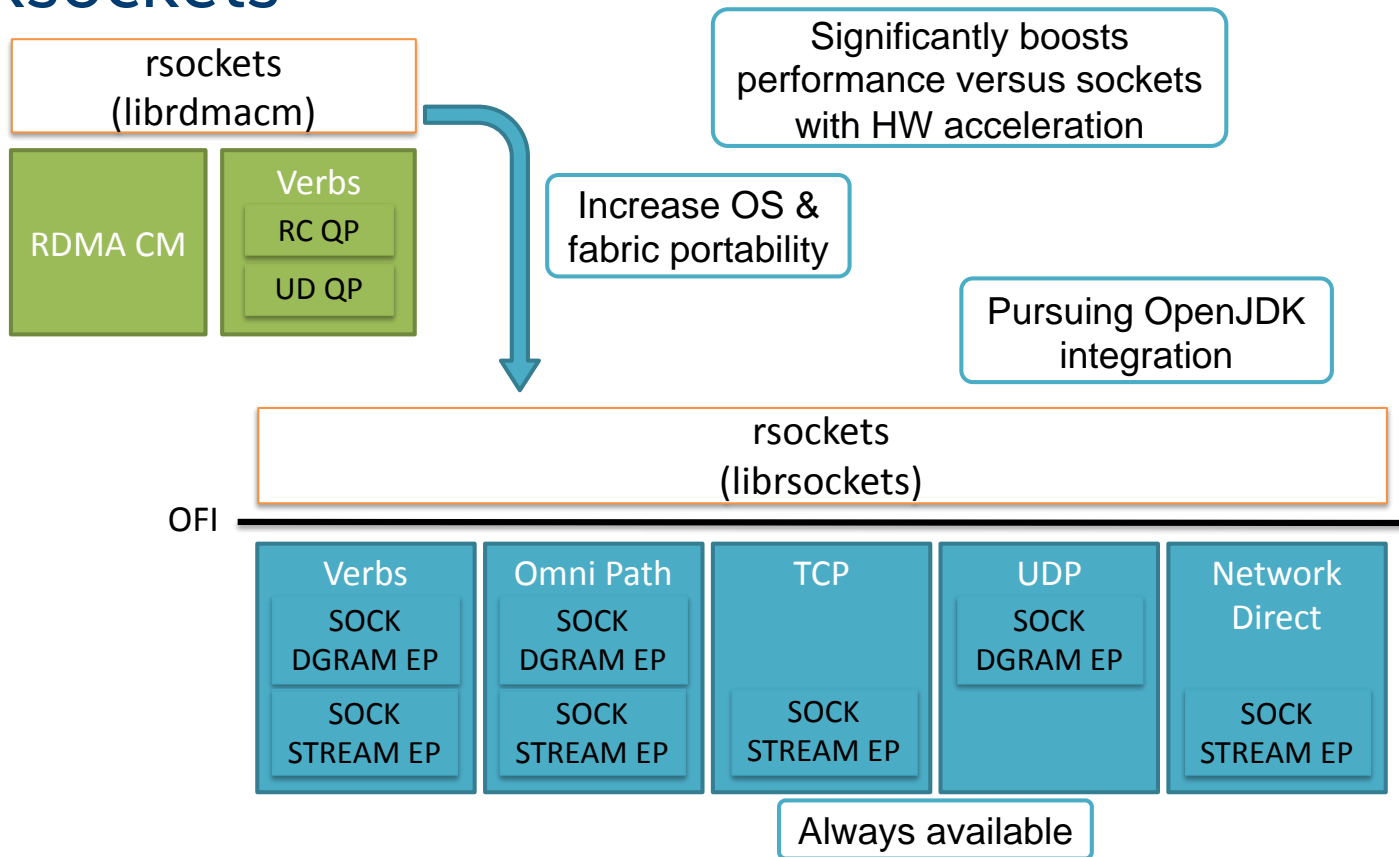 rsockets
rsockets
(librdmacm)
Significantly boosts
performance versus sockets
with HW acceleration
RDMA CM
Verbs
RC QP
UD QP
Increase OS &
fabric portability
Pursuing OpenJDK
integration
rsockets
(librsockets)
OFI
Verbs
SOCK
DGRAM EP
SOCK
STREAM EP
Omni Path
SOCK
DGRAM EP
SOCK
STREAM EP
TCP
SOCK
STREAM EP
UDP
SOCK
DGRAM EP
Network
Direct
SOCK
STREAM EP
Always available